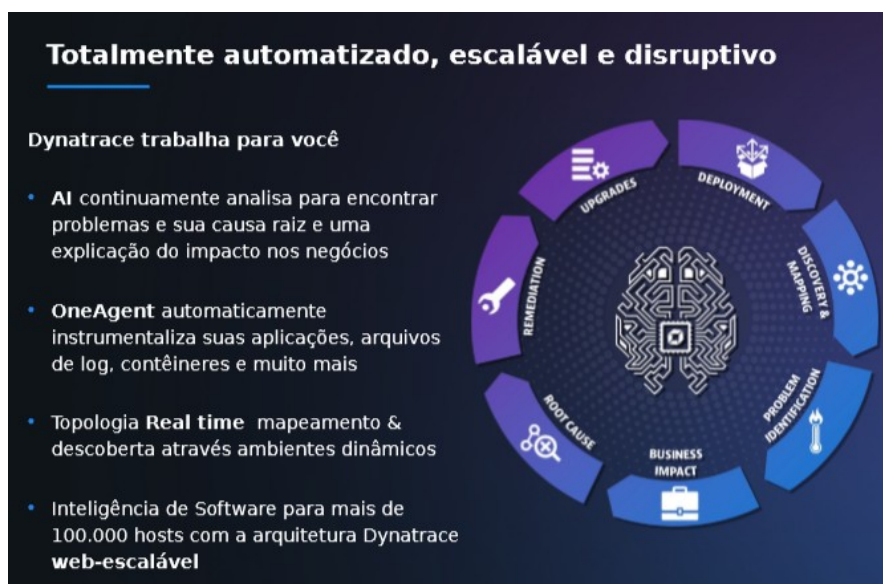 Totalmente automatizado, escalável e disruptivo
Dynatrace trabalha para você
• AI continuamente analisa para encontrar
problemas e sua causa raiz e uma
explicação do impacto nos negócios
• OneAgent automaticamente
instrumentaliza suas aplicações, arquivos
de log, contêineres e muito mais
• Topologia Real time mapeamento &
descoberta através ambientes dinâmicos
• Inteligência de Software para mais de
100.000 hosts com a arquitetura Dynatrace
web-escalável
UPGRADES
DEPLOYMENT
DISCOVERY &
MAPPING
PROBLEM
IDENTIFICATION
BUSINESS
IMPACT
ROOT CAUSE
REMEDIATION